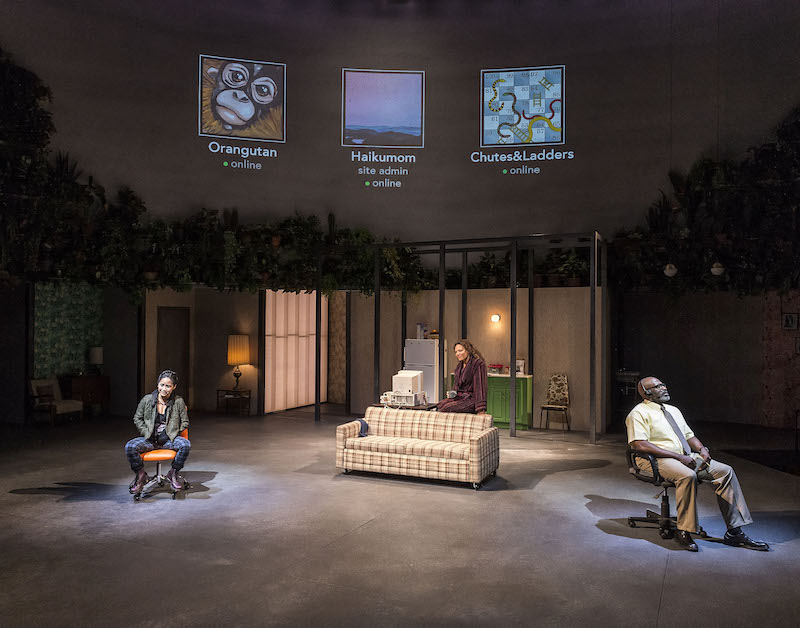 Orangutan
online
Haikumom
site admin
online
Chutes&Ladders
online